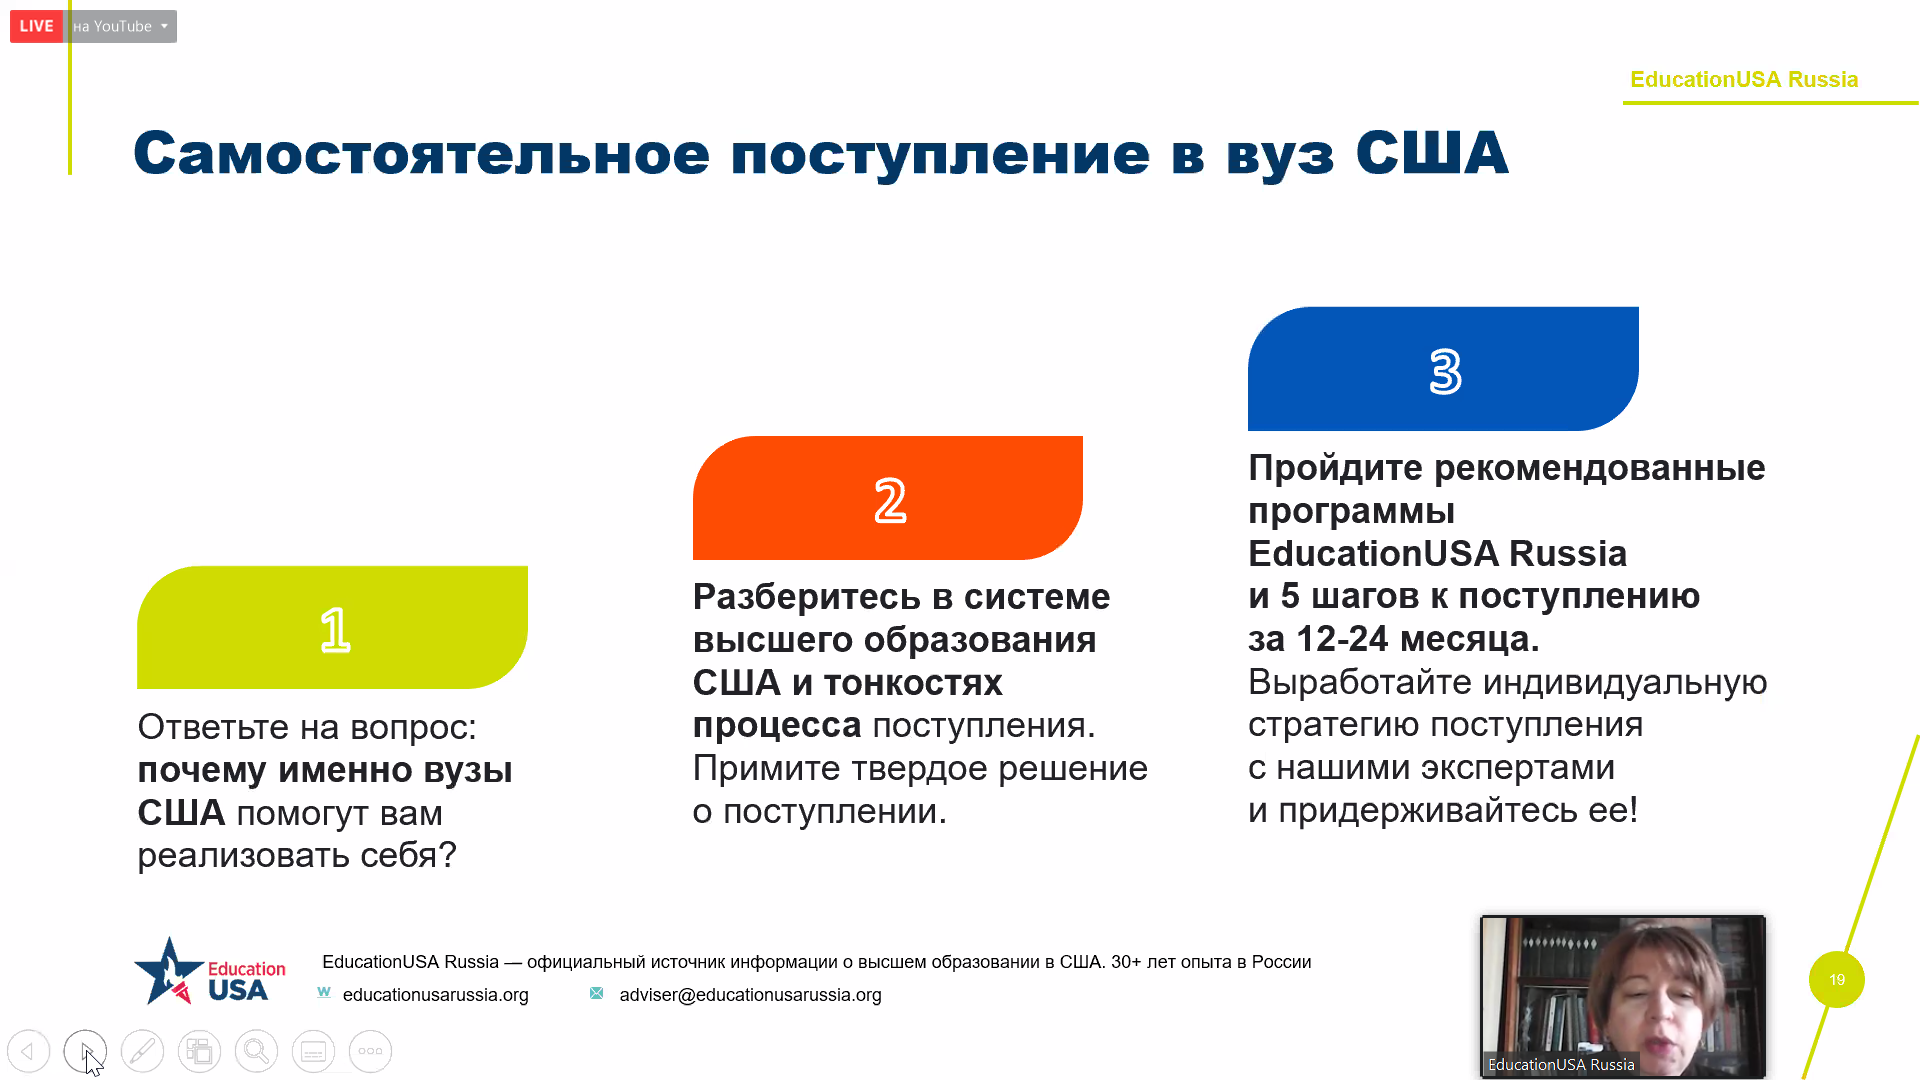 LIVE на YouTube
EducationUSA Russia
Самостоятельное поступление в вуз США
1
Ответьте на вопрос:
почему именно вузы
США помогут вам
реализовать себя?
2
Разберитесь в системе
высшего образования
США и тонкостях
процесса поступления.
Примите твердое решение
о поступлении.
3
Пройдите рекомендованные
программы
EducationUSA Russia
и 5 шагов к поступлению
за 12-24 месяца.
Выработайте индивидуальную
стратегию поступления
с нашими экспертами
и придерживайтесь ее!
Education
USA
EducationUSA Russia — официальный источник информации о высшем образовании в США. 30+ лет опыта в России
W educationusarussia.org adviser@educationusarussia.org
EducationUSA Russia
19